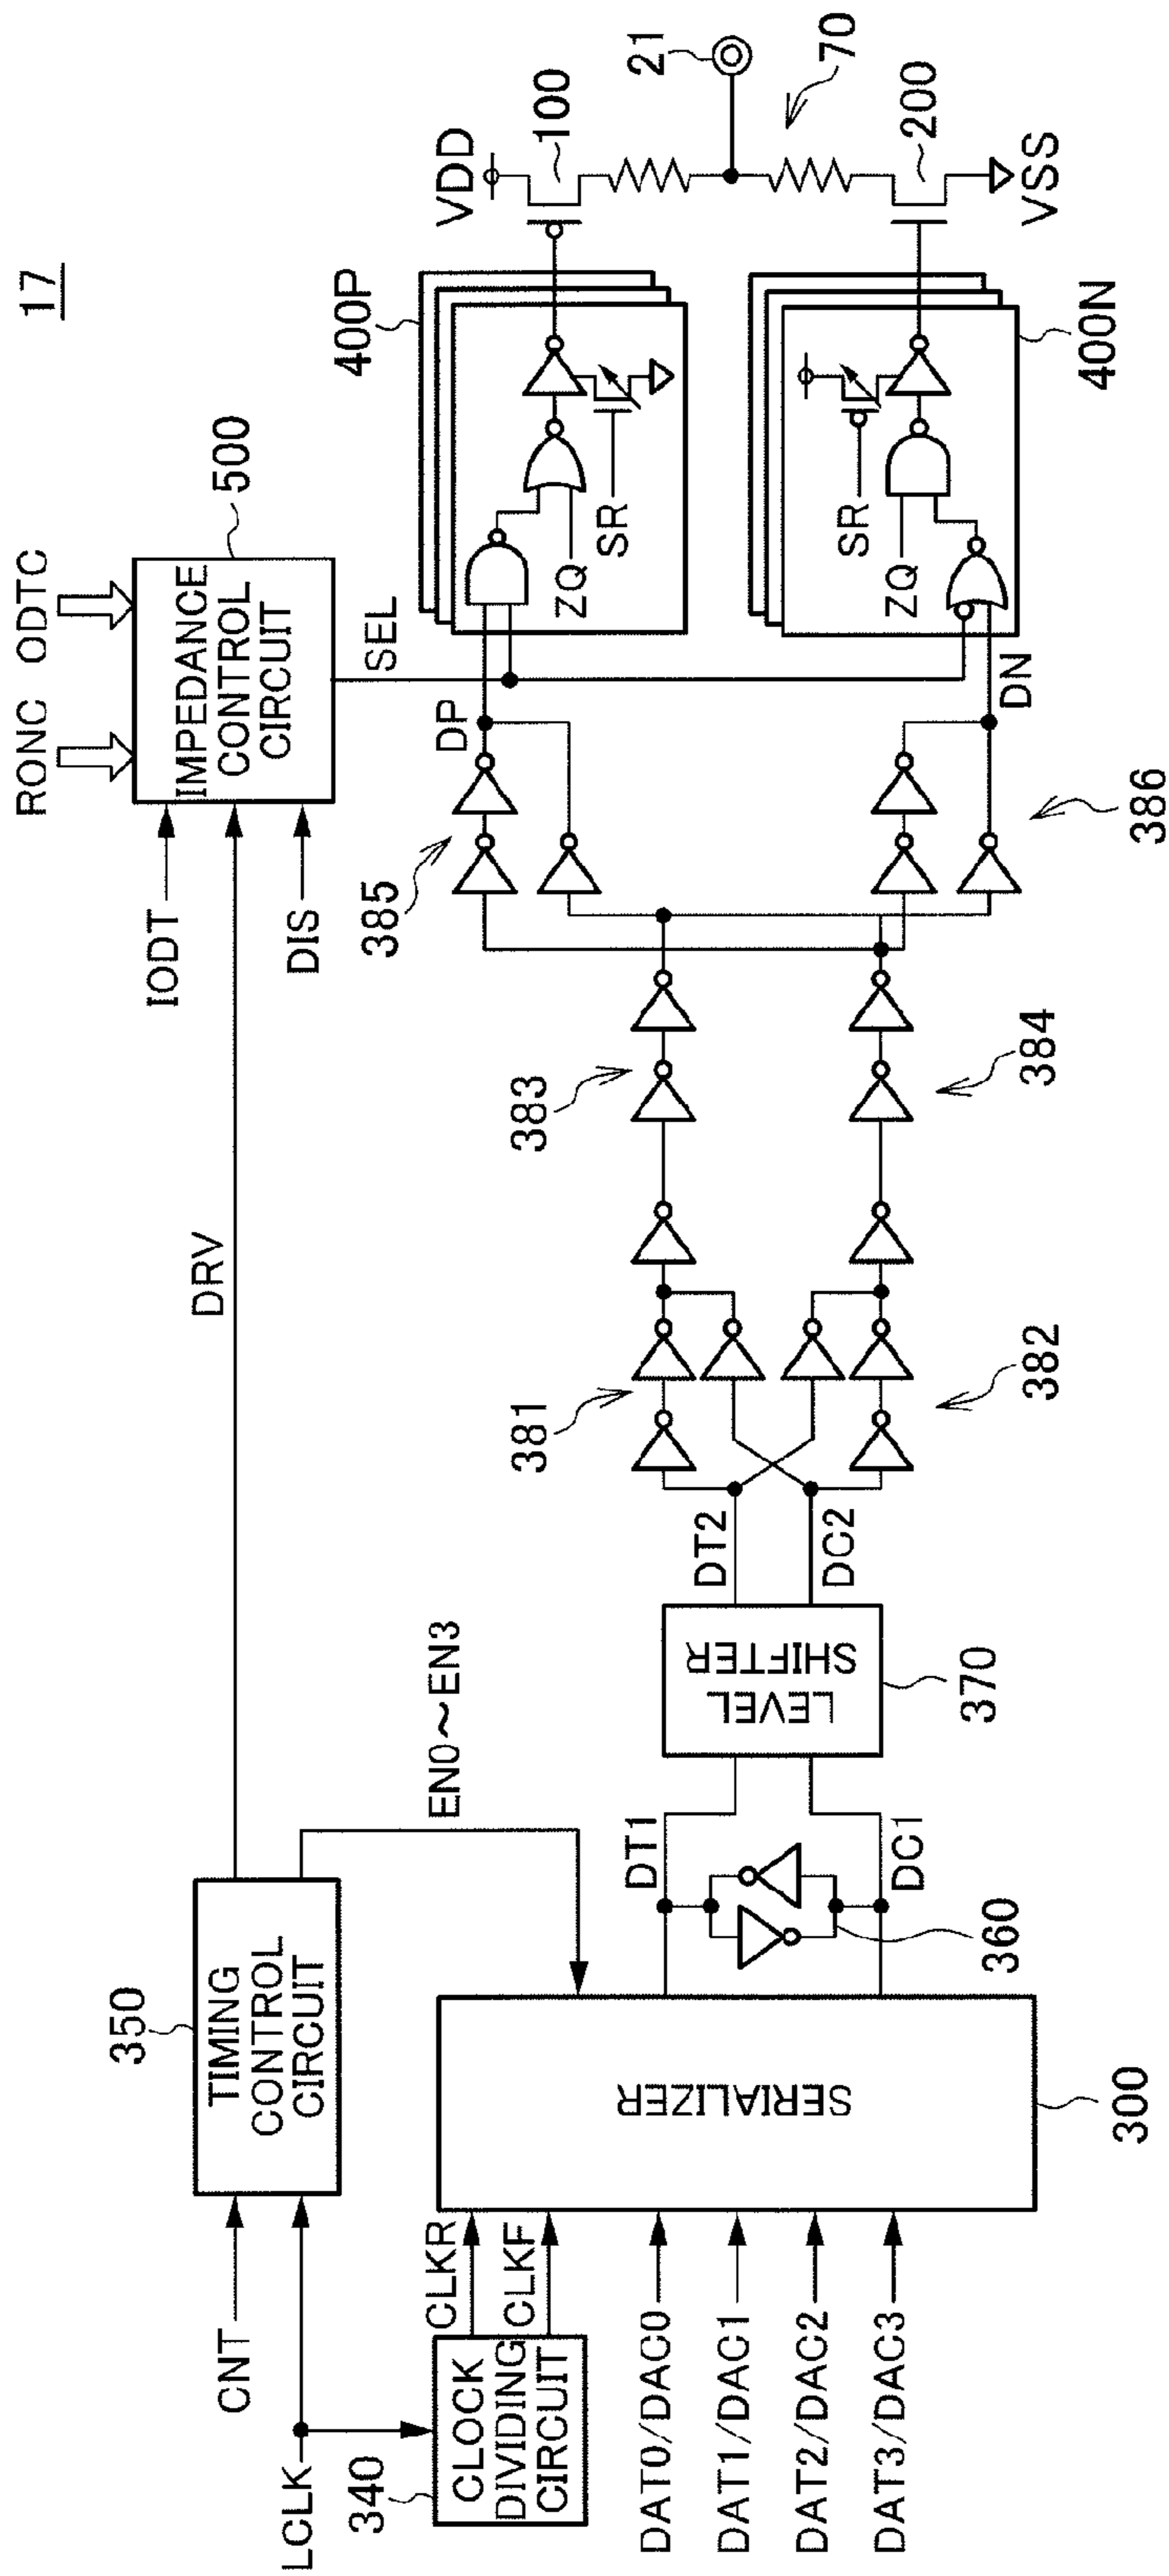 17
RONC
ODTC
IODT
DIS
IMPEDANCE
CONTROL
CIRCUIT
500
SEL
DRV
CNT
LCLK
350
TIMING
CONTROL
CIRCUIT
EN0~EN3
340
CLOCK
DIVIDING
CIRCUIT
CLKR
CLKF
DAT0/DAC0
DAT1/DAC1
DAT2/DAC2
DAT3/DAC3
SERIALIZER
300
DT1
DC1
360
LEVEL
SHIFTER
370
DT2
DC2
381
382
383
384
385
386
DP
DN
400P
ZQ
SR
400N
SR
ZQ
VDD
100
21
70
200
VSS